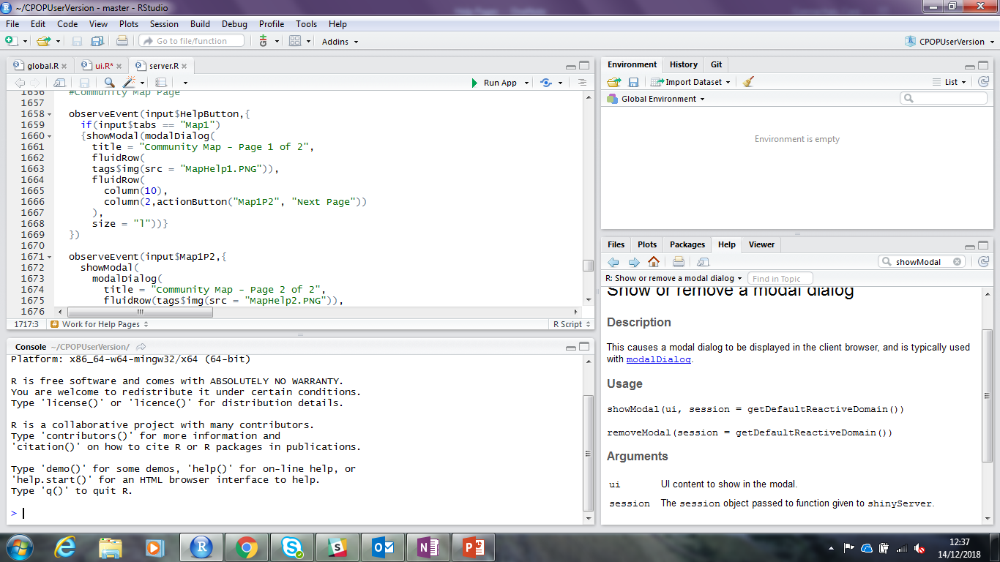 ~/CPOPUserVersion - master - RStudio
File Edit Code View Plots Session Build Debug Profile Tools Help
Go to file/function Addins CPOPUserVersion
global.R ui.R* server.R
Run App
1656 #Community Map Page
1657
1658 observeEvent(input$HelpButton,{
1659 if(input$tabs == "Map1")
1660 {showModal(modalDialog(
1661 title = "Community Map - Page 1 of 2",
1662 fluidRow(
1663 tags$img(src = "MapHelp1.PNG")),
1664 fluidRow(
1665 column(10),
1666 column(2,actionButton("Map1P2", "Next Page"))
1667 ),
1668 size = "l"))}
1669 })
1670
1671 observeEvent(input$Map1P2,{
1672 showModal(
1673 modalDialog(
1674 title = "Community Map - Page 2 of 2",
1675 fluidRow(tags$img(src = "MapHelp2.PNG")),
1676
1717:3 # Work for Help Pages R Script
Console ~/CPOPUserVersion/
Platform: x86_64-w64-mingw32/x64 (64-bit)
R is free software and comes with ABSOLUTELY NO WARRANTY.
You are welcome to redistribute it under certain conditions.
Type 'license()' or 'licence()' for distribution details.
R is a collaborative project with many contributors.
Type 'contributors()' for more information and
'citation()' on how to cite R or R packages in publications.
Type 'demo()' for some demos, 'help()' for on-line help, or
'help.start()' for an HTML browser interface to help.
Type 'q()' to quit R.
>
Environment History Git
Import Dataset List
Global Environment
Environment is empty
Files Plots Packages Help Viewer
showModal
R: Show or remove a modal dialog Find in Topic
Show or remove a modal dialog
Description
This causes a modal dialog to be displayed in the client browser, and is typically used
with modalDialog.
Usage
showModal(ui, session = getDefaultReactiveDomain())
removeModal(session = getDefaultReactiveDomain())
Arguments
ui UI content to show in the modal.
session The session object passed to function given to shinyServer.
12:37
14/12/2018